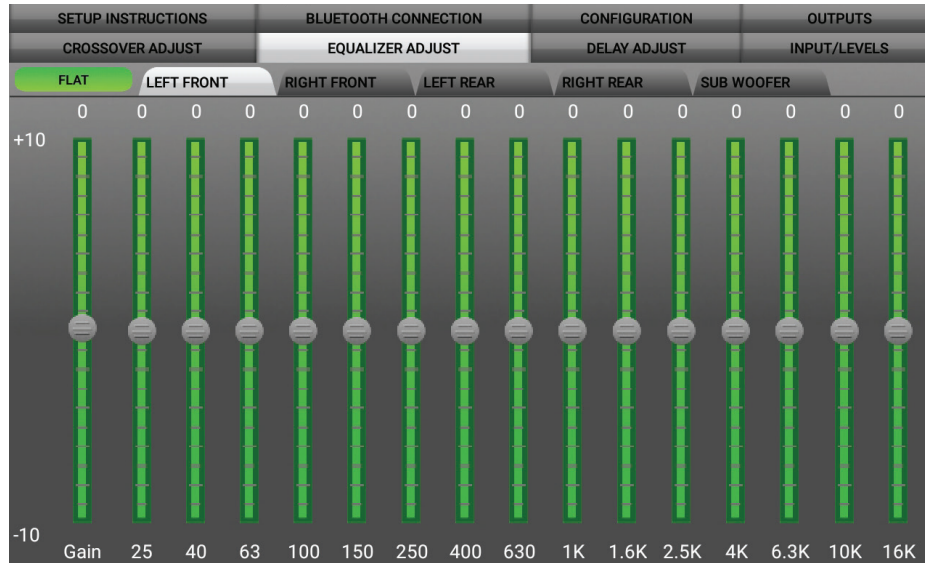 SETUP INSTRUCTIONS BLUETOOTH CONNECTION CONFIGURATION OUTPUTS
CROSSOVER ADJUST EQUALIZER ADJUST DELAY ADJUST INPUT/LEVELS
FLAT LEFT FRONT RIGHT FRONT LEFT REAR RIGHT REAR SUB WOOFER
0 0 0 0 0 0 0 0 0 0 0 0 0 0 0 0
+10
-10
Gain 25 40 63 100 150 250 400 630 1K 1.6K 2.5K 4K 6.3K 10K 16K